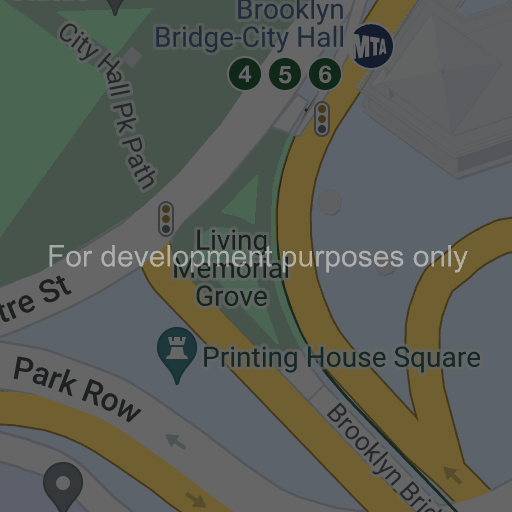 Brooklyn
Bridge-City Hall
MTA
4 5 6
City Hall Pk Path
For development purposes only
Living
Memorial
Grove
tre St
Printing House Square
Park Row
Brooklyn Brid